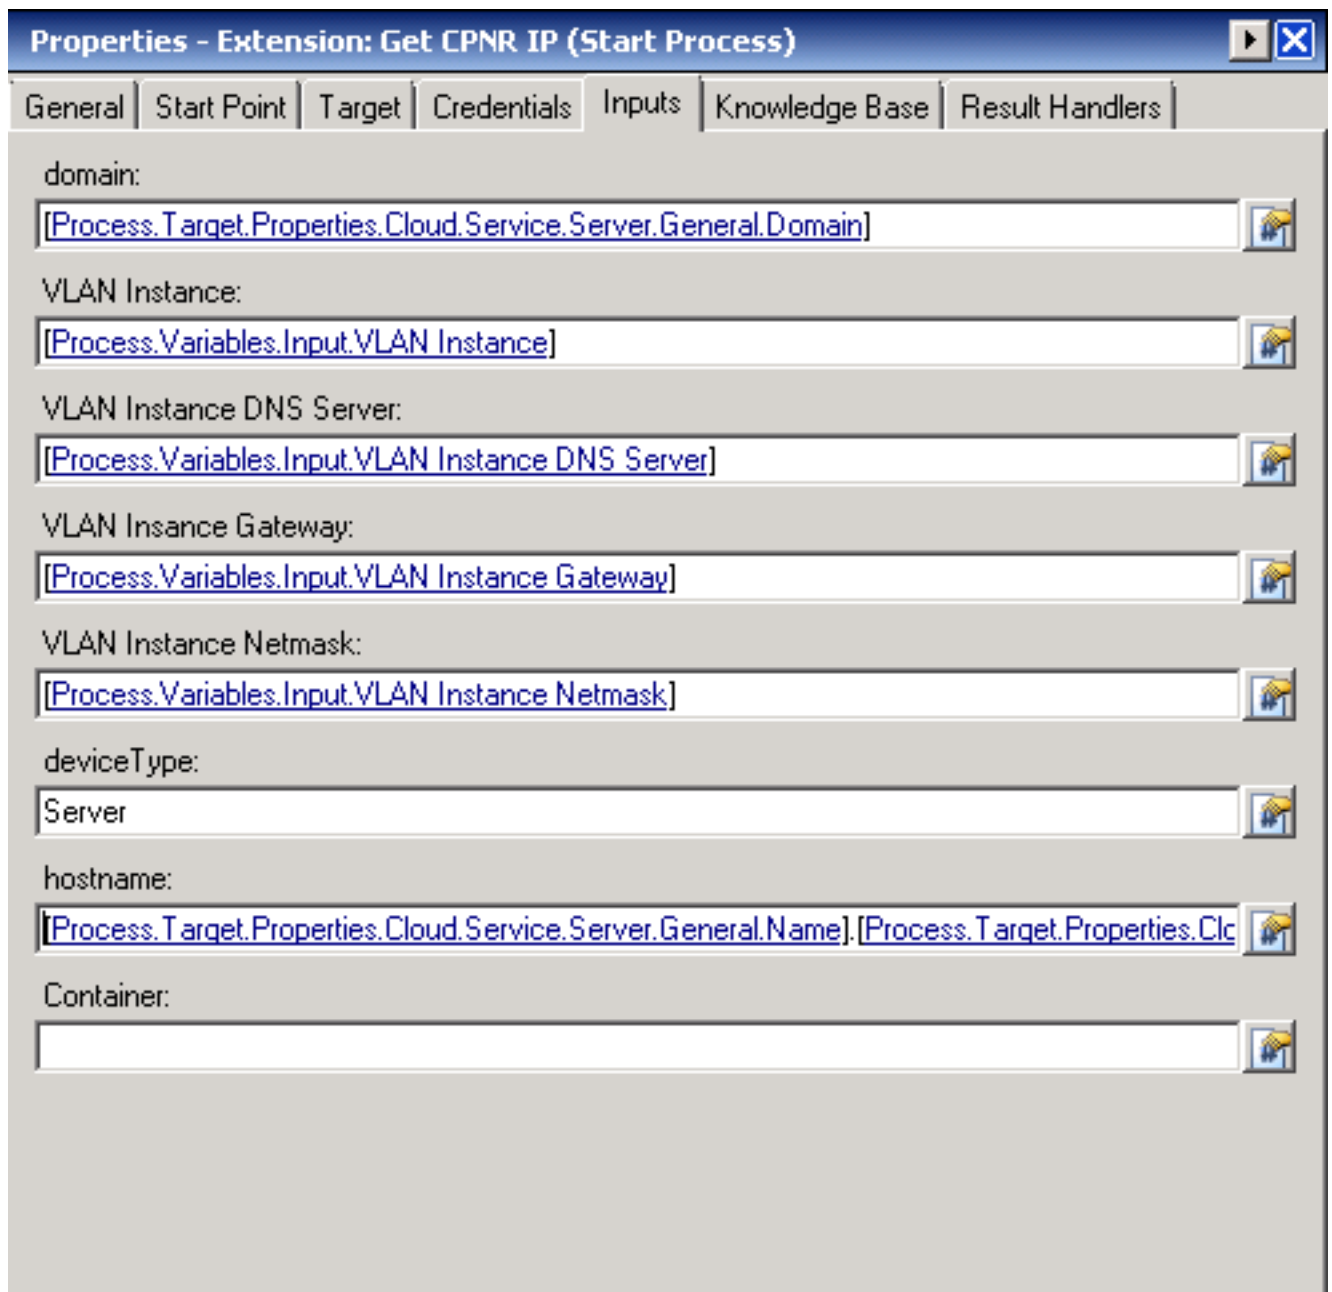 Properties - Extension: Get CPNR IP (Start Process)
General Start Point Target Credentials Inputs Knowledge Base Result Handlers
domain:
[Process.Target.Properties.Cloud.Service.Server.General.Domain]
VLAN Instance:
[Process.Variables.Input.VLAN Instance]
VLAN Instance DNS Server:
[Process.Variables.Input.VLAN Instance DNS Server]
VLAN Insance Gateway:
[Process.Variables.Input.VLAN Instance Gateway]
VLAN Instance Netmask:
[Process.Variables.Input.VLAN Instance Netmask]
deviceType:
Server
hostname:
[Process.Target.Properties.Cloud.Service.Server.General.Name].[Process.Target.Properties.Clo
Container: